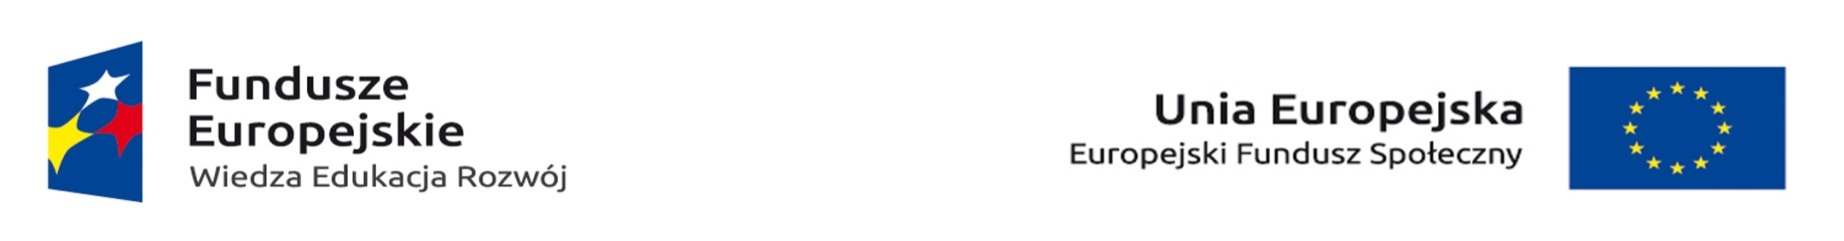 Fundusze
Europejskie
Wiedza Edukacja Rozwój
Unia Europejska
Europejski Fundusz Społeczny